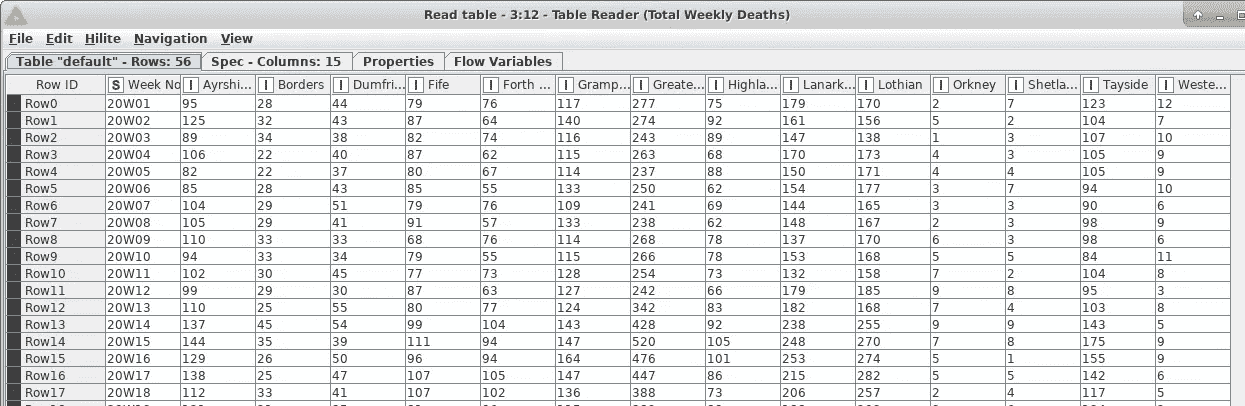 Read table - 3:12 - Table Reader (Total Weekly Deaths)
File Edit Hilite Navigation View
Table "default" - Rows: 56 Spec - Columns: 15 Properties Flow Variables
Row ID S Week No I Ayrshi... I Borders I Dumfri... I Fife I Forth ... I Gramp... I Greate... I Highla... I Lanark... I Lothian I Orkney I Shetla... I Tayside I Weste...
Row0 20W01 95 28 44 79 76 117 277 75 179 170 2 7 123 12
Row1 20W02 125 32 43 87 64 140 274 92 161 156 5 2 104 7
Row2 20W03 89 34 38 82 74 116 243 89 147 138 1 3 107 10
Row3 20W04 106 22 40 87 62 115 263 68 170 173 4 3 105 9
Row4 20W05 82 22 37 80 67 114 237 88 150 171 4 4 105 9
Row5 20W06 85 28 43 85 55 133 250 62 154 177 3 7 94 10
Row6 20W07 104 29 51 79 76 109 241 69 144 165 3 3 90 6
Row7 20W08 105 29 41 91 57 133 238 62 148 167 2 3 98 9
Row8 20W09 110 33 33 68 76 114 268 78 137 170 6 3 98 6
Row9 20W10 94 33 34 79 55 115 266 78 153 168 5 5 84 11
Row10 20W11 102 30 45 77 73 128 254 73 132 158 7 2 104 8
Row11 20W12 99 29 30 87 63 127 242 66 179 185 9 8 95 3
Row12 20W13 110 25 55 80 77 124 342 83 182 168 7 4 103 8
Row13 20W14 137 45 54 99 104 143 428 92 238 255 9 9 143 5
Row14 20W15 144 35 39 111 94 147 520 105 248 270 7 8 175 9
Row15 20W16 129 26 50 96 94 164 476 101 253 274 5 1 155 9
Row16 20W17 138 25 47 107 105 147 447 86 215 282 5 5 142 6
Row17 20W18 112 33 41 107 102 136 388 73 206 257 2 4 117 5